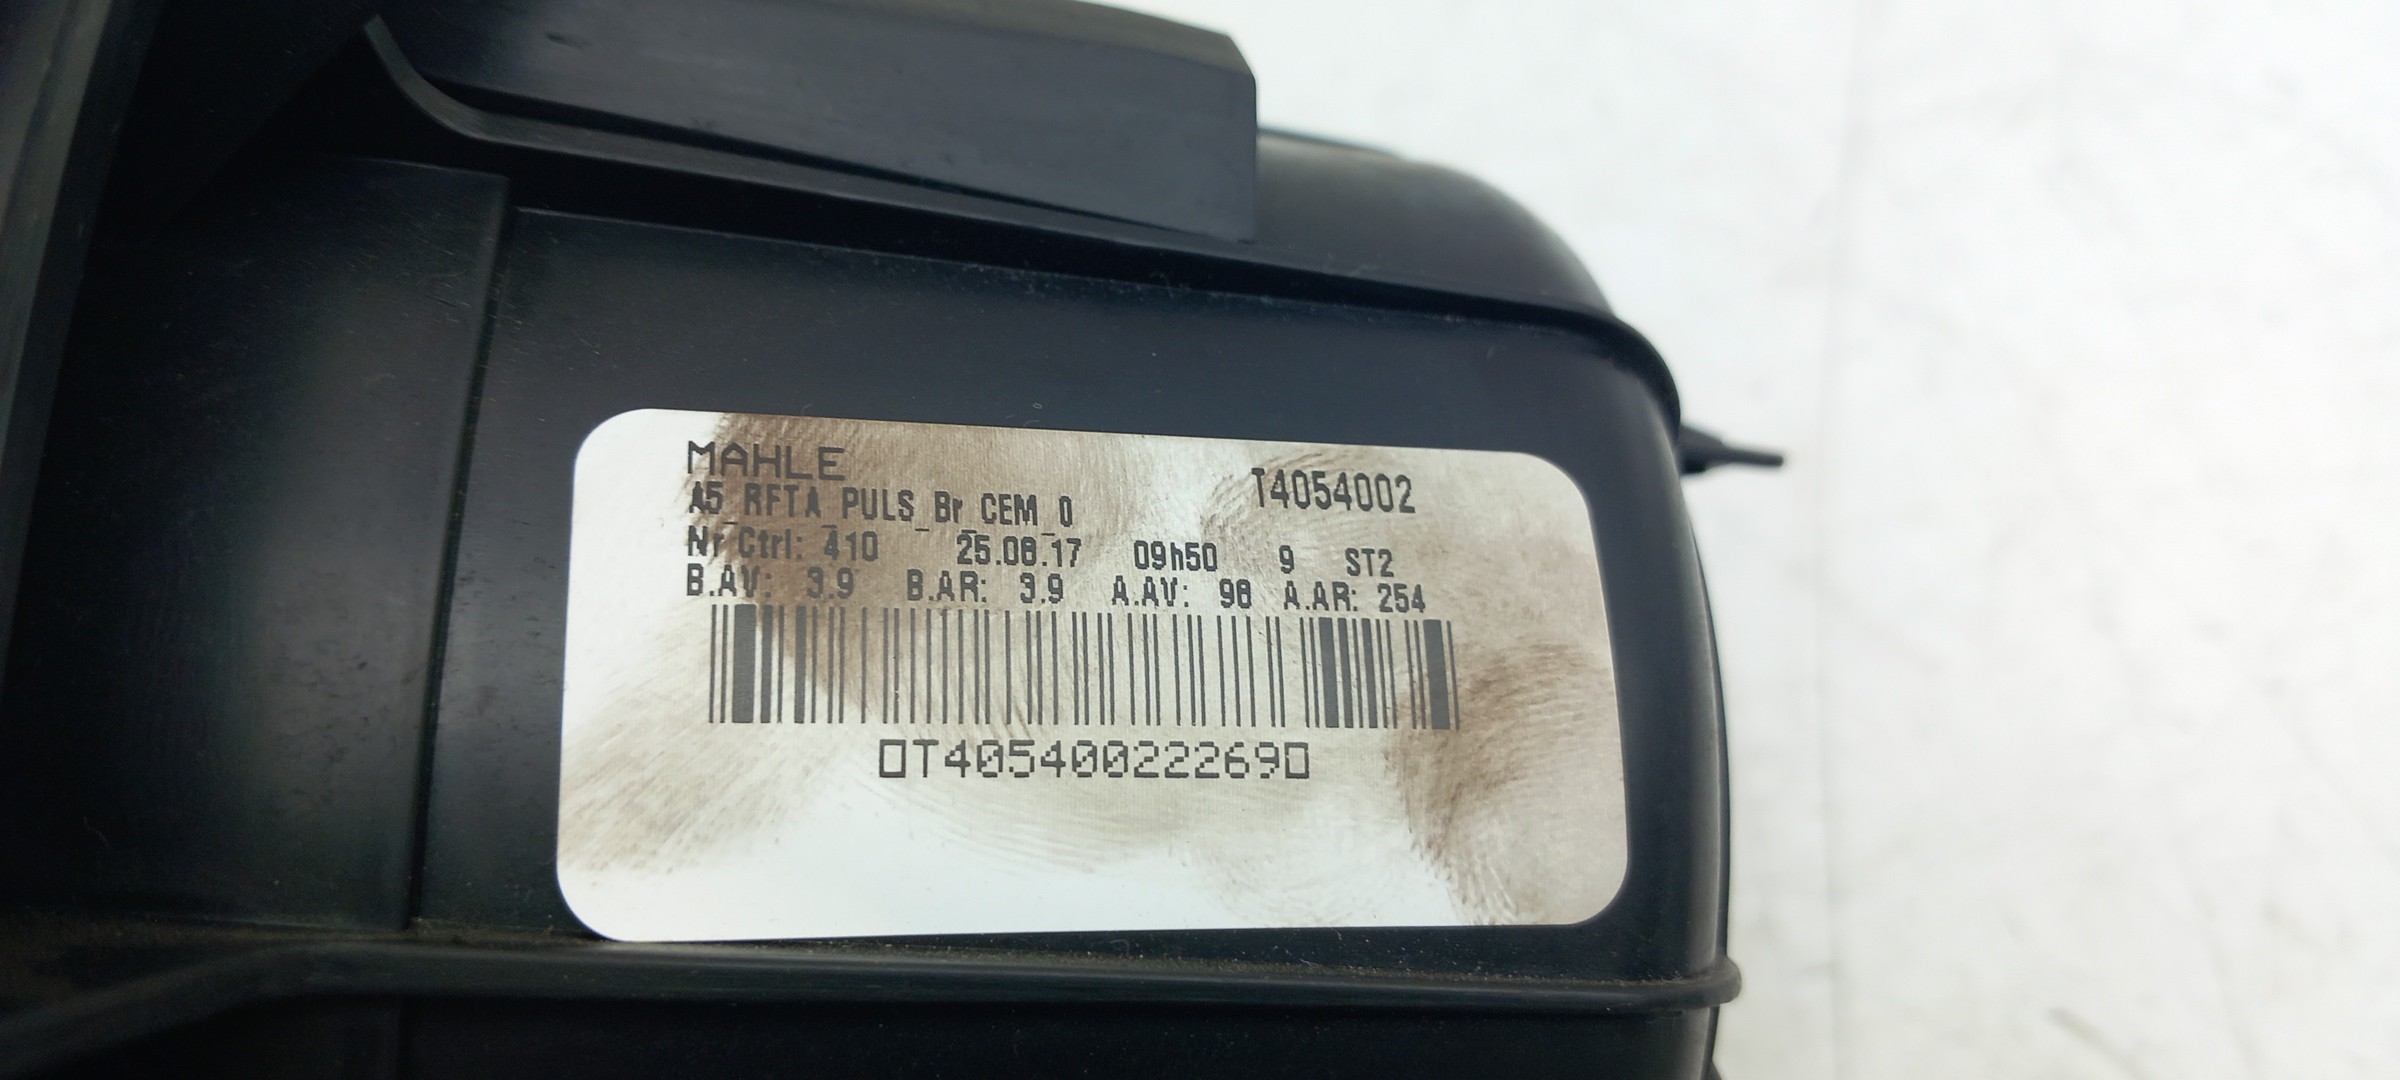 MAHLE
T4054002
A5_RFTA_PULS_Br_CEM_0
Nr Ctrl: 410 25.08.17 09h50 9 ST2
B.AV: 3.9 B.AR: 3.9 A.AV: 98 A.AR: 254
▯T40540022269▯